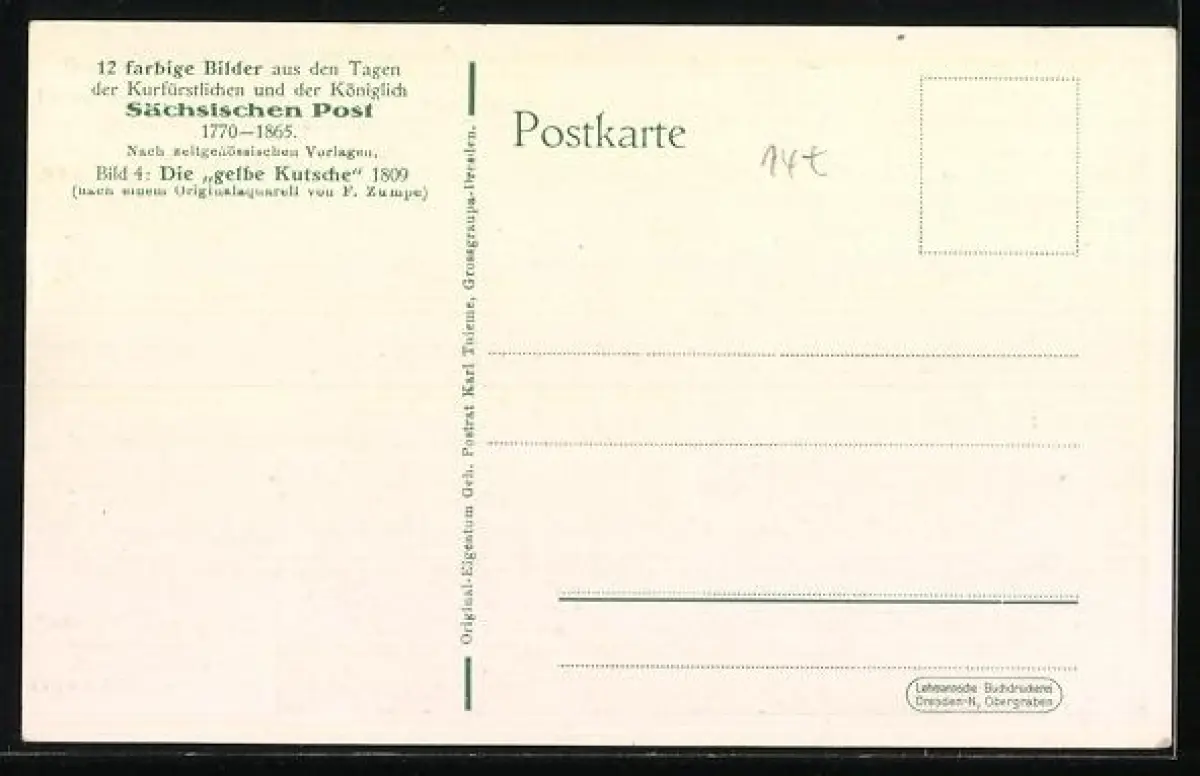 12 farbige Bilder aus den Tagen
der Kurfürstlichen und der Königlich
Sächsischen Post
1770—1865.
Nach zeitgenössischen Vorlagen.
Bild 4: Die „gelbe Kutsche“ 1809
(nach einem Originalaquarell von F. Zumpe)
Original-Eigentum Geh. Postrat Karl Thieme, Grossgraupa-Dresden.
Postkarte
14t
Lehmannsche Buchdruckerei
Dresden-N, Obergraben